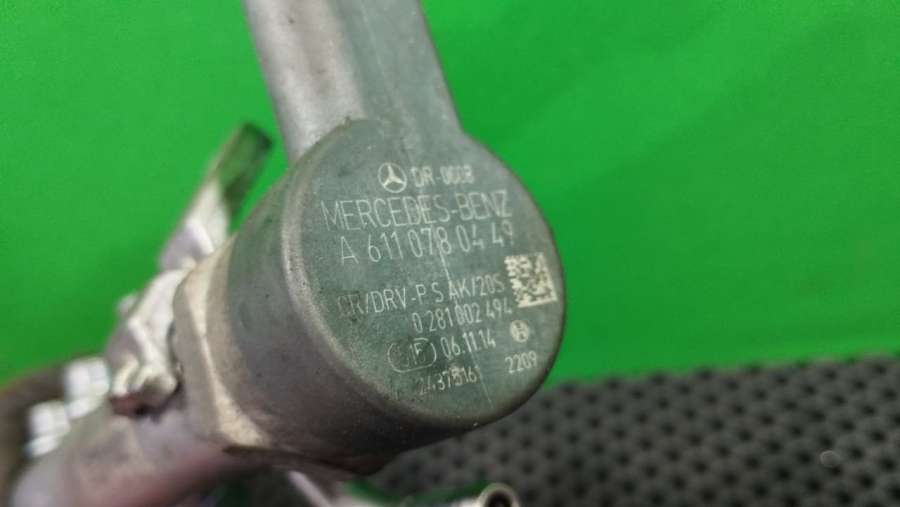 DR-0008
MERCEDES-BENZ
A 611 078 04 49
CR/DRV-P S AK/20S
0 281 002 494
06.11.14
24375161 2209